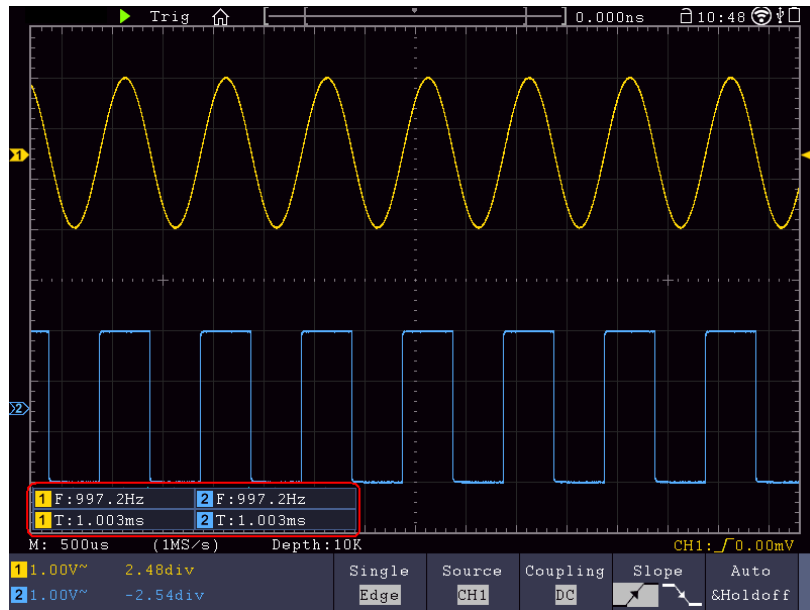 Trig 0.000ns 10:48
1
2
1 F:997.2Hz 2 F:997.2Hz
1 T:1.003ms 2 T:1.003ms
M: 500us (1MS/s) Depth:10K CH1: 0.00mV
1 1.00V~ 2.48div Single Source Coupling Slope Auto
2 1.00V~ -2.54div Edge CH1 DC &Holdoff